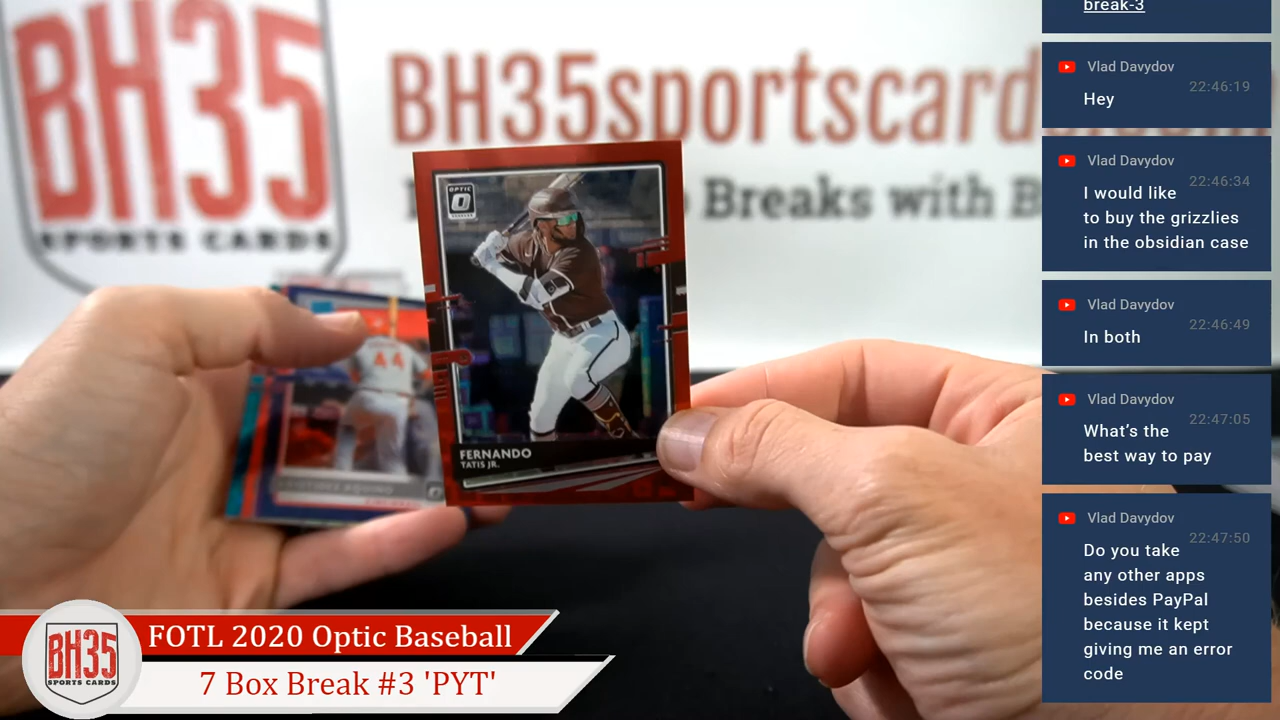 BH35
SPORTS CARDS
BH35sportscard
Breaks with B
OPTIC
FERNANDO
TATIS JR.
44
break-3
Vlad Davydov
22:46:19
Hey
Vlad Davydov
22:46:34
I would like
to buy the grizzlies
in the obsidian case
Vlad Davydov
22:46:49
In both
Vlad Davydov
22:47:05
What's the
best way to pay
Vlad Davydov
22:47:50
Do you take
any other apps
besides PayPal
because it kept
giving me an error
code
BH35
SPORTS CARDS
FOTL 2020 Optic Baseball
7 Box Break #3 'PYT'